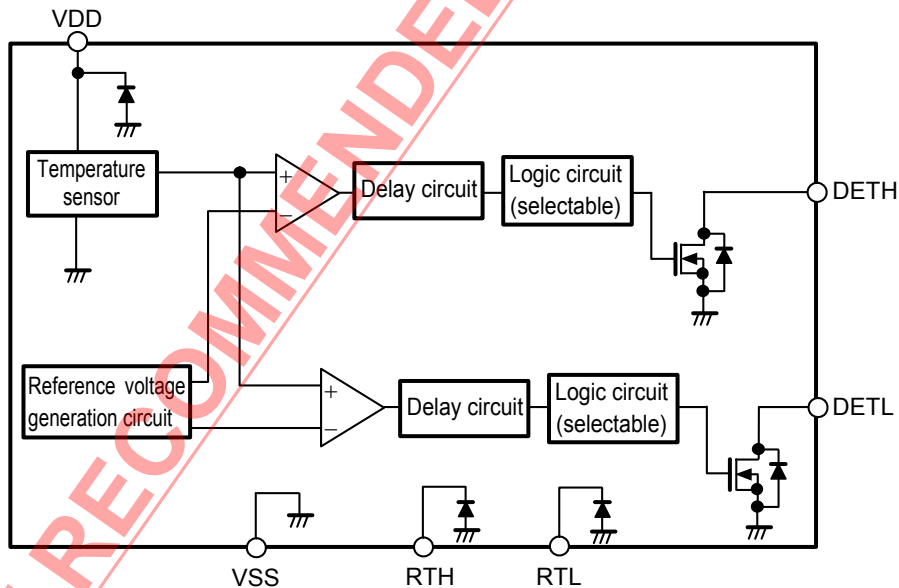 VDD
Temperature
sensor
+
−
Delay circuit
Logic circuit
(selectable)
DETH
Reference voltage
generation circuit
+
−
Delay circuit
Logic circuit
(selectable)
DETL
VSS
RTH
RTL
RECOMMENDE